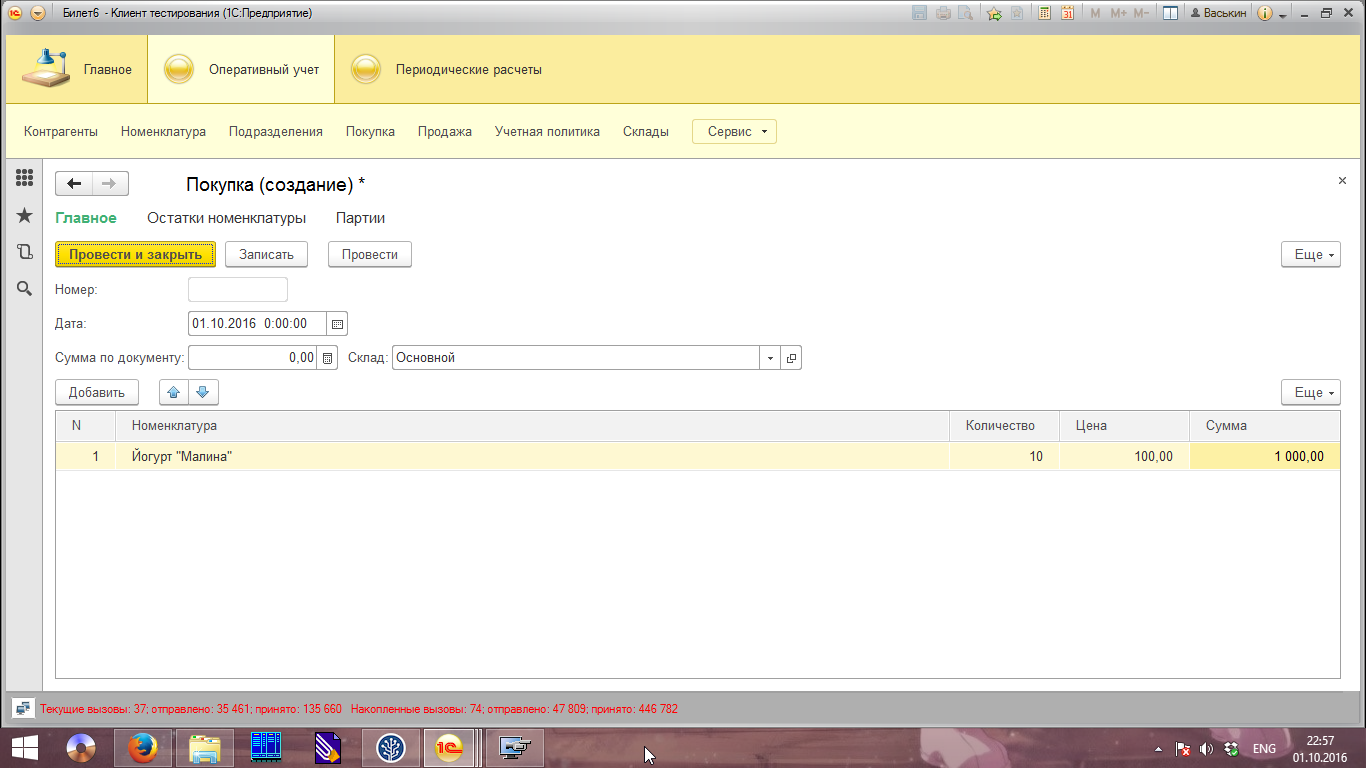 Билет6 - Клиент тестирования (1С:Предприятие)
31 M M+ M- Васькин
Главное Оперативный учет Периодические расчеты
Контрагенты Номенклатура Подразделения Покупка Продажа Учетная политика Склады Сервис
Покупка (создание) *
Главное Остатки номенклатуры Партии
Провести и закрыть Записать Провести Еще
Номер:
Дата: 01.10.2016 0:00:00
Сумма по документу: 0,00 Склад: Основной
Добавить Еще
N Номенклатура Количество Цена Сумма
1 Йогурт "Малина" 10 100,00 1 000,00
Текущие вызовы: 37; отправлено: 35 461; принято: 135 660 Накопленные вызовы: 74; отправлено: 47 809; принято: 446 782
1С ENG 22:57
01.10.2016